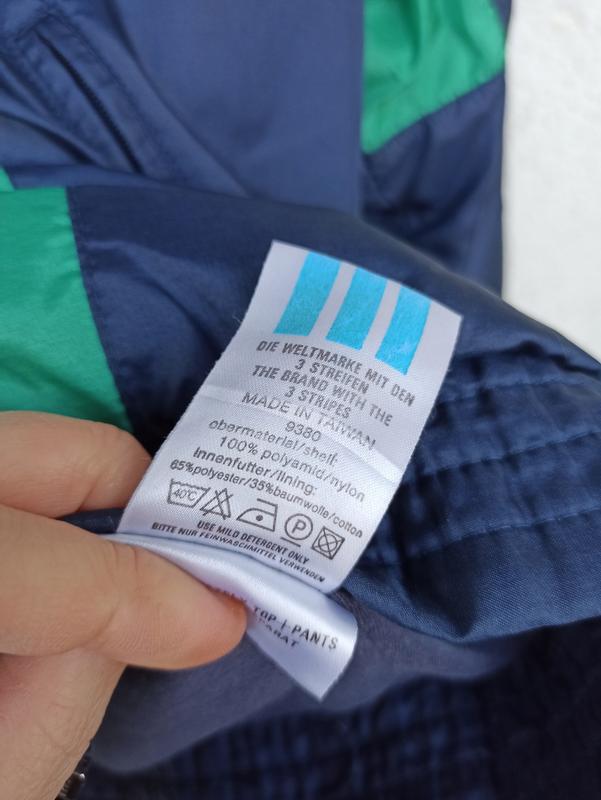 DIE WELTMARKE MIT DEN
3 STREIFEN
THE BRAND WITH THE
3 STRIPES
MADE IN TAIWAN
9380
obermaterial/shell:
100% polyamid/nylon
Innenfutter/lining:
65%polyester/35%baumwolle/cotton
40°C P
USE MILD DETERGENT ONLY
BITTE NUR FEINWASCHMITTEL VERWENDEN
TOP + PANTS